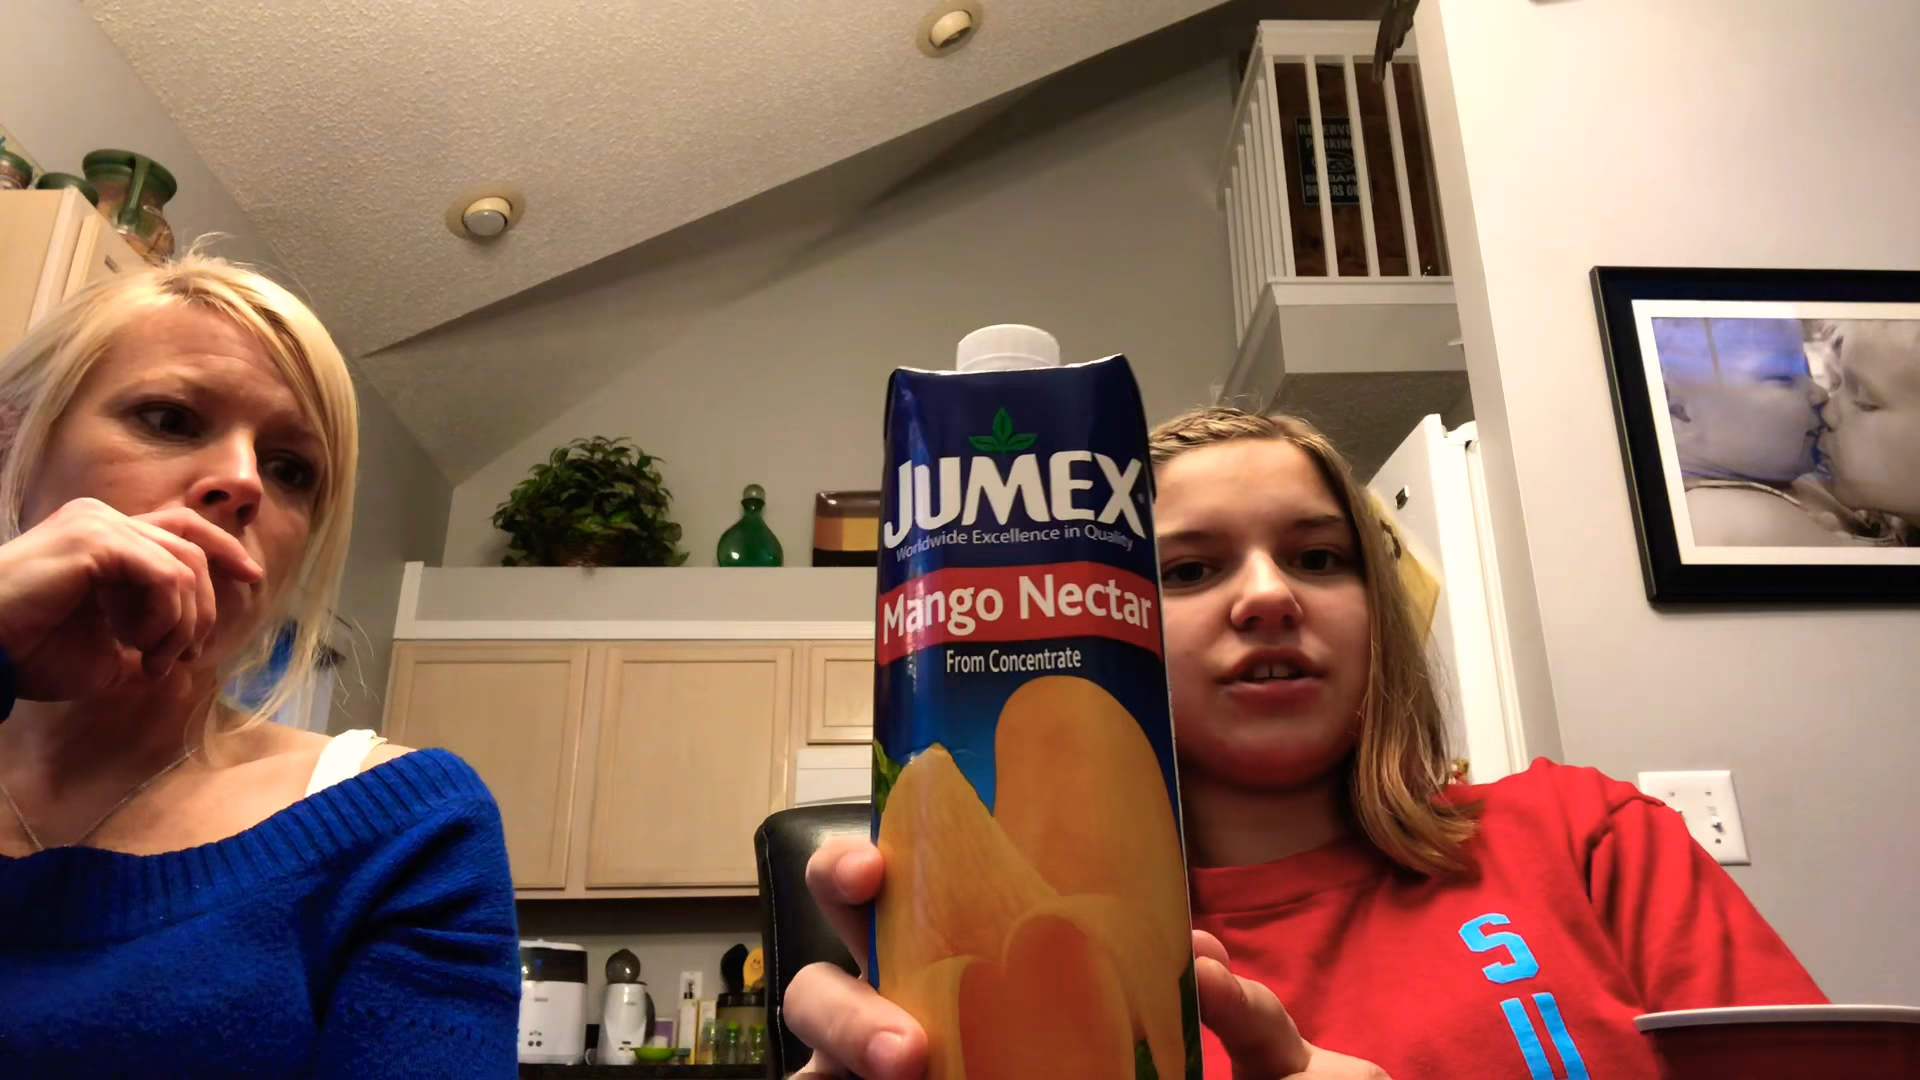 JUMEX
Worldwide Excellence in Quality
Mango Nectar
From Concentrate
S
U